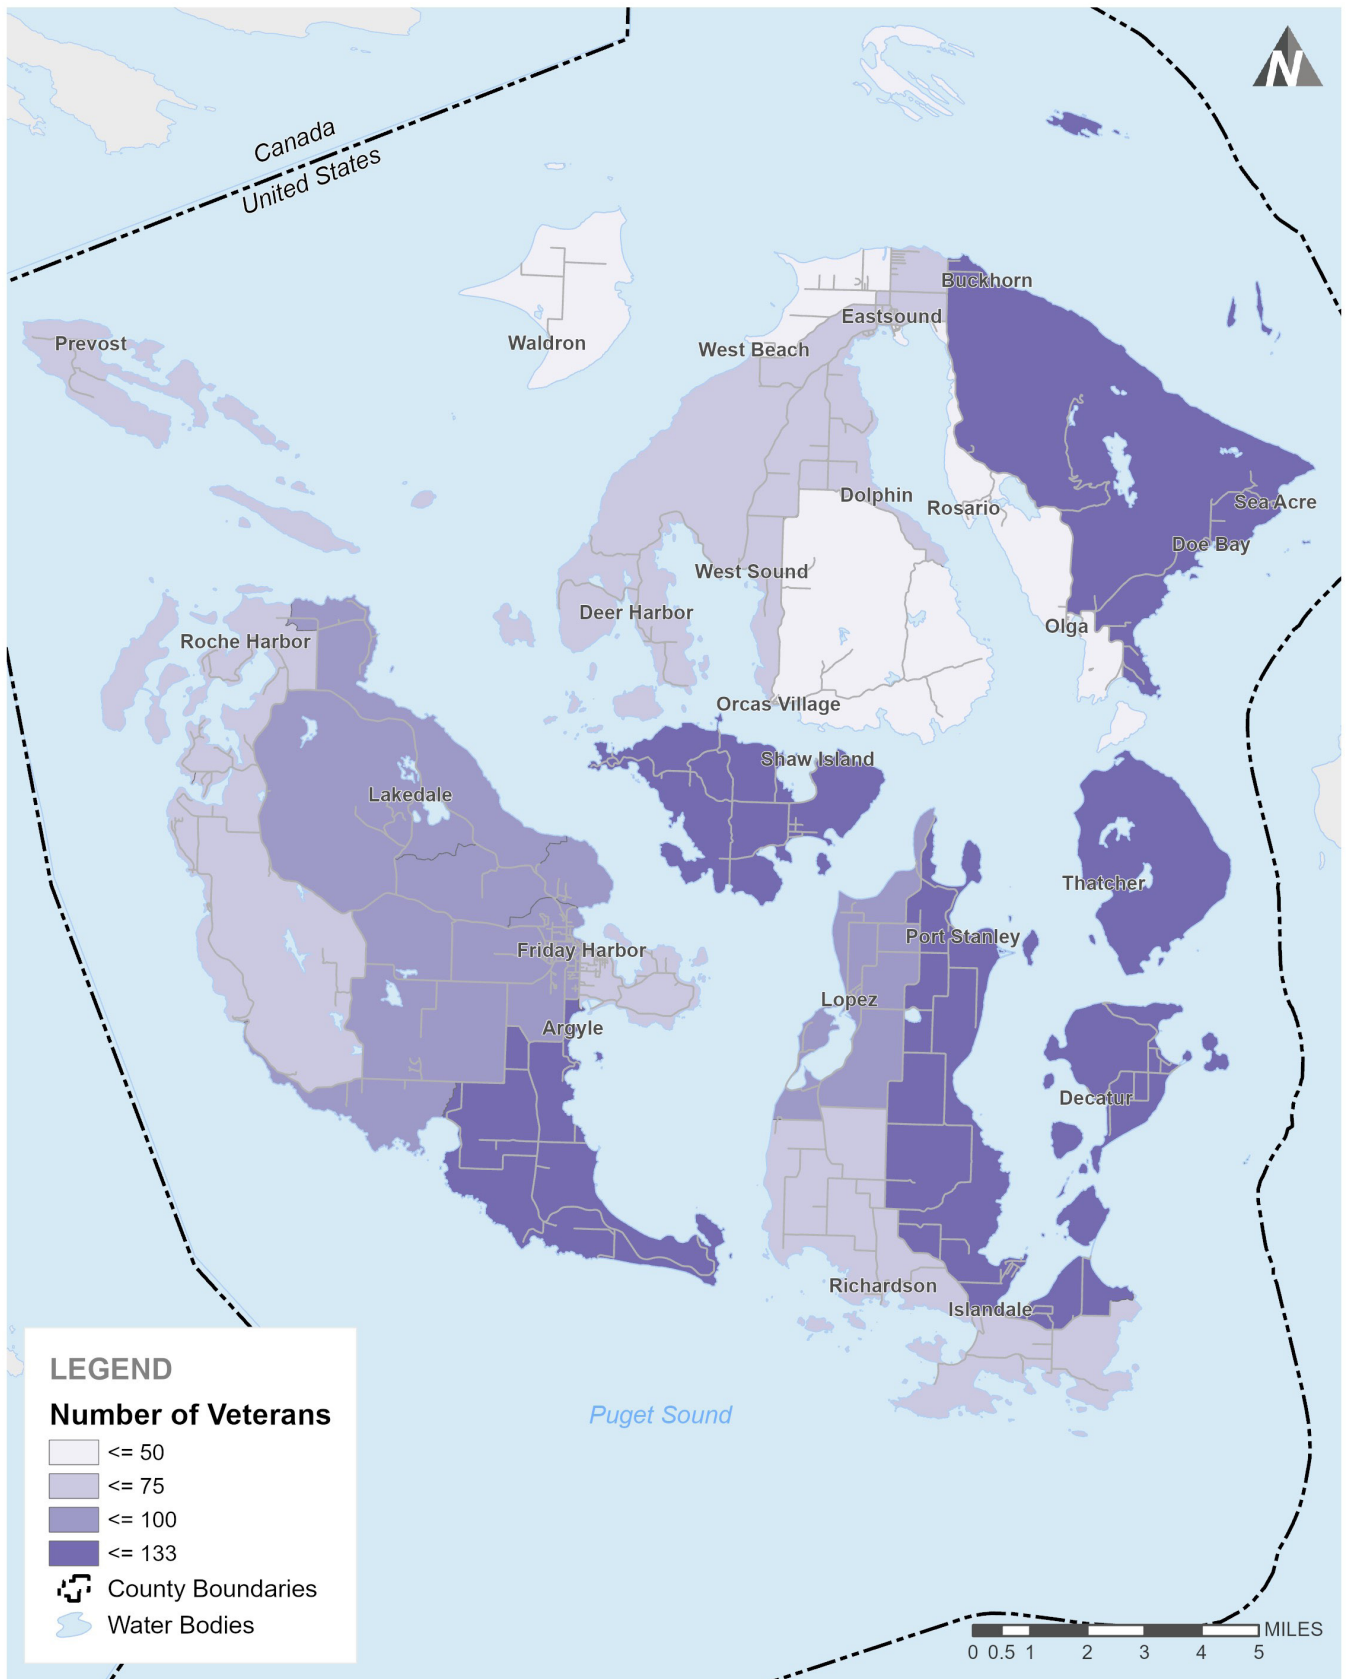 N
Canada
United States
Buckhorn
Eastsound
Prevost
Waldron
West Beach
Dolphin
Rosario
Sea Acre
Doe Bay
West Sound
Deer Harbor
Olga
Roche Harbor
Orcas Village
Shaw Island
Lakedale
Thatcher
Port Stanley
Friday Harbor
Lopez
Argyle
Decatur
Richardson
Islandale
Puget Sound
LEGEND
Number of Veterans
<= 50
<= 75
<= 100
<= 133
County Boundaries
Water Bodies
MILES
0 0.5 1 2 3 4 5